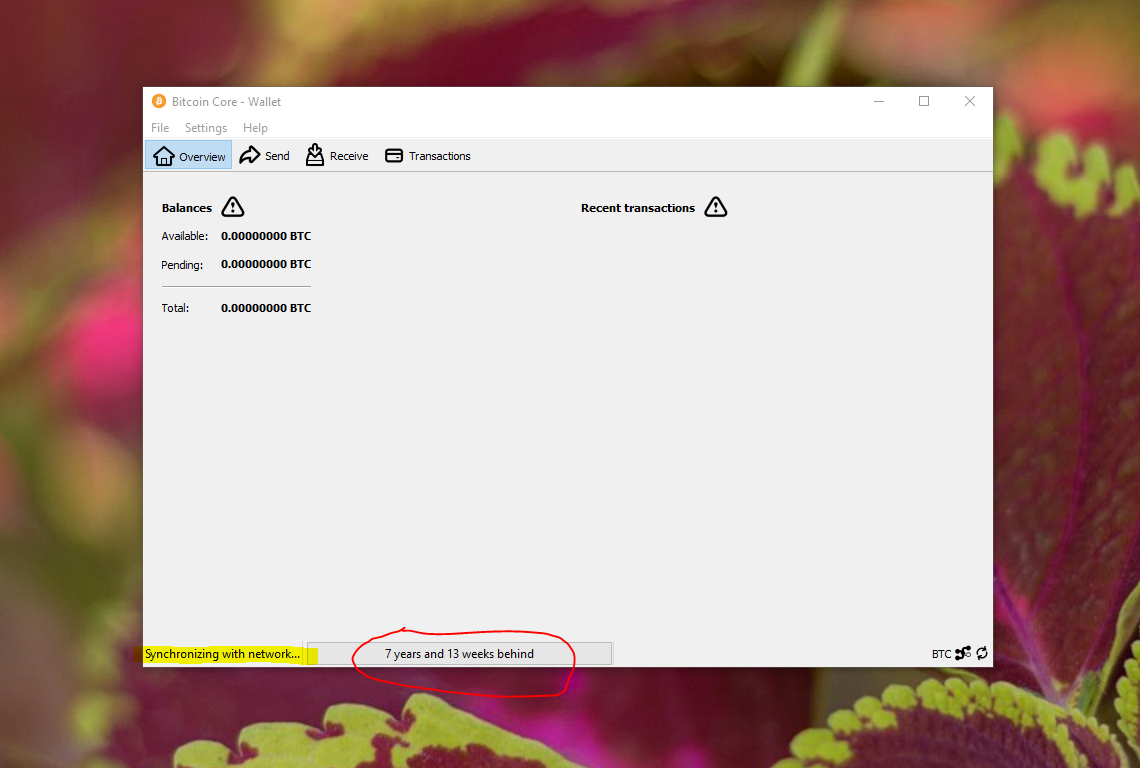 Bitcoin Core - Wallet
File Settings Help
Overview Send Receive Transactions
Balances Recent transactions
Available: 0.00000000 BTC
Pending: 0.00000000 BTC
Total: 0.00000000 BTC
Synchronizing with network... 7 years and 13 weeks behind BTC